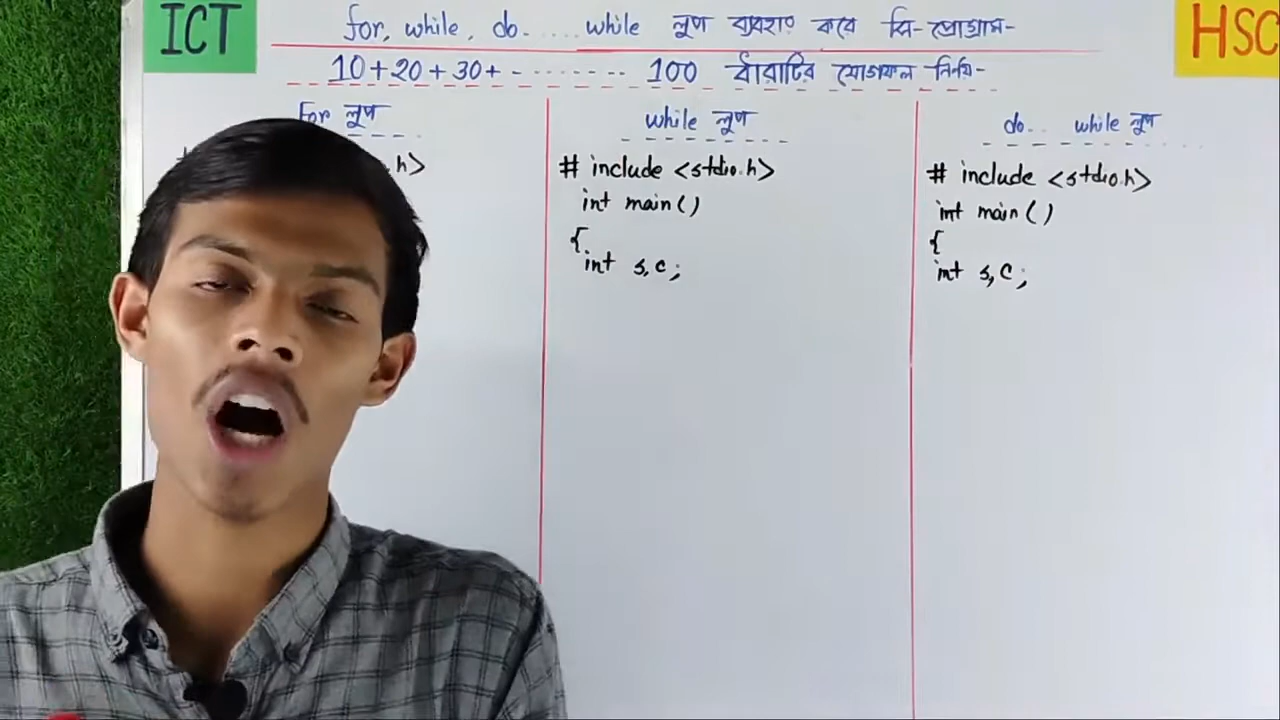 ICT
for, while, do.....while লুপ ব্যবহার করে সি-প্রোগ্রাম-
HSC
10+20+30+-------- 100 ধারাটির যোগফল নির্ণয়-
For লুপ
.h>
while লুপ
# include <stdio.h>
int main()
{
int s,c;
do... while লুপ
# include <stdio.h>
int main()
{
int s,c;